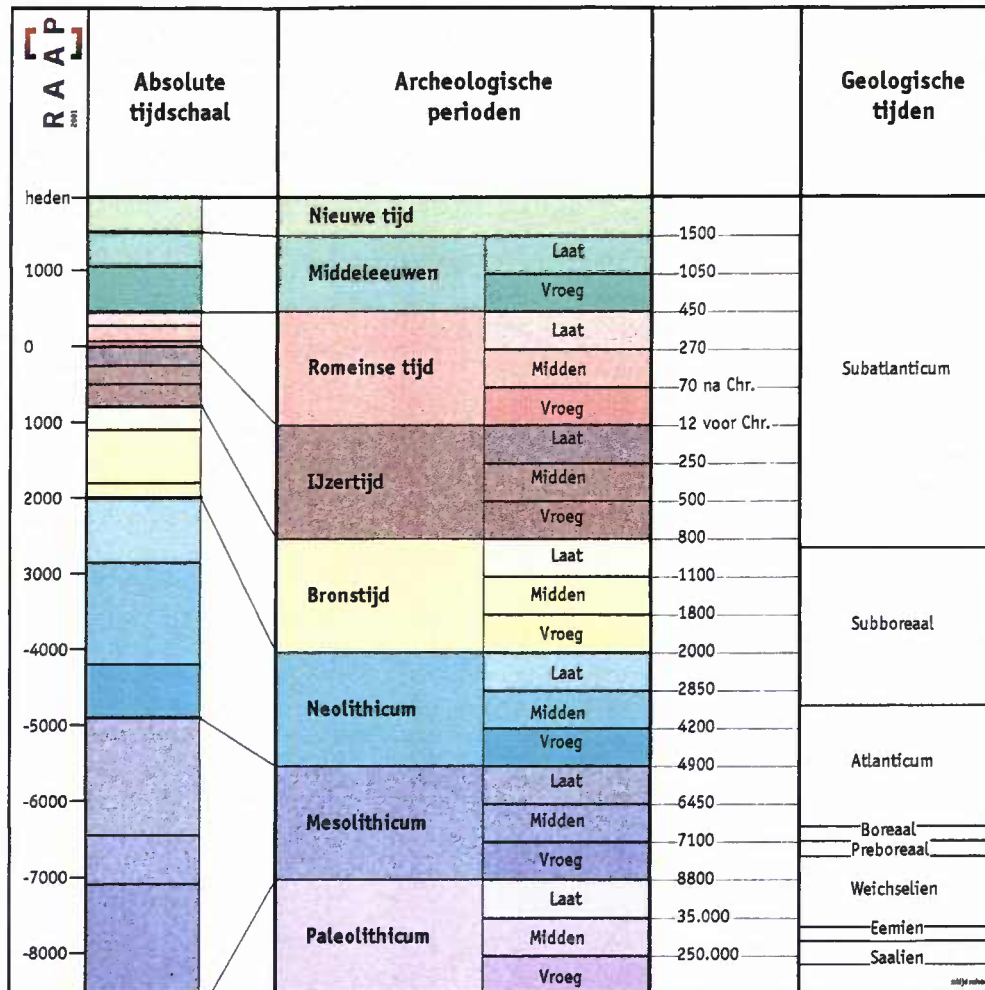 RAAP
2001
Absolute
tijdschaal
Archeologische
perioden
Geologische
tijden
heden
1000
0
1000
2000
3000
-4000
-5000
-6000
-7000
-8000
Nieuwe tijd
Middeleeuwen
Laat
Vroeg
Romeinse tijd
Laat
Midden
Vroeg
IJzertijd
Laat
Midden
Vroeg
Bronstijd
Laat
Midden
Vroeg
Neolithicum
Laat
Midden
Vroeg
Mesolithicum
Laat
Midden
Vroeg
Paleolithicum
Laat
Midden
Vroeg
1500
1050
450
270
70 na Chr.
12 voor Chr.
250
500
800
1100
1800
2000
2850
4200
4900
6450
7100
8800
35.000
250.000
Subatlanticum
Subboreaal
Atlanticum
Boreaal
Preboreaal
Weichselien
Eemien
Saalien